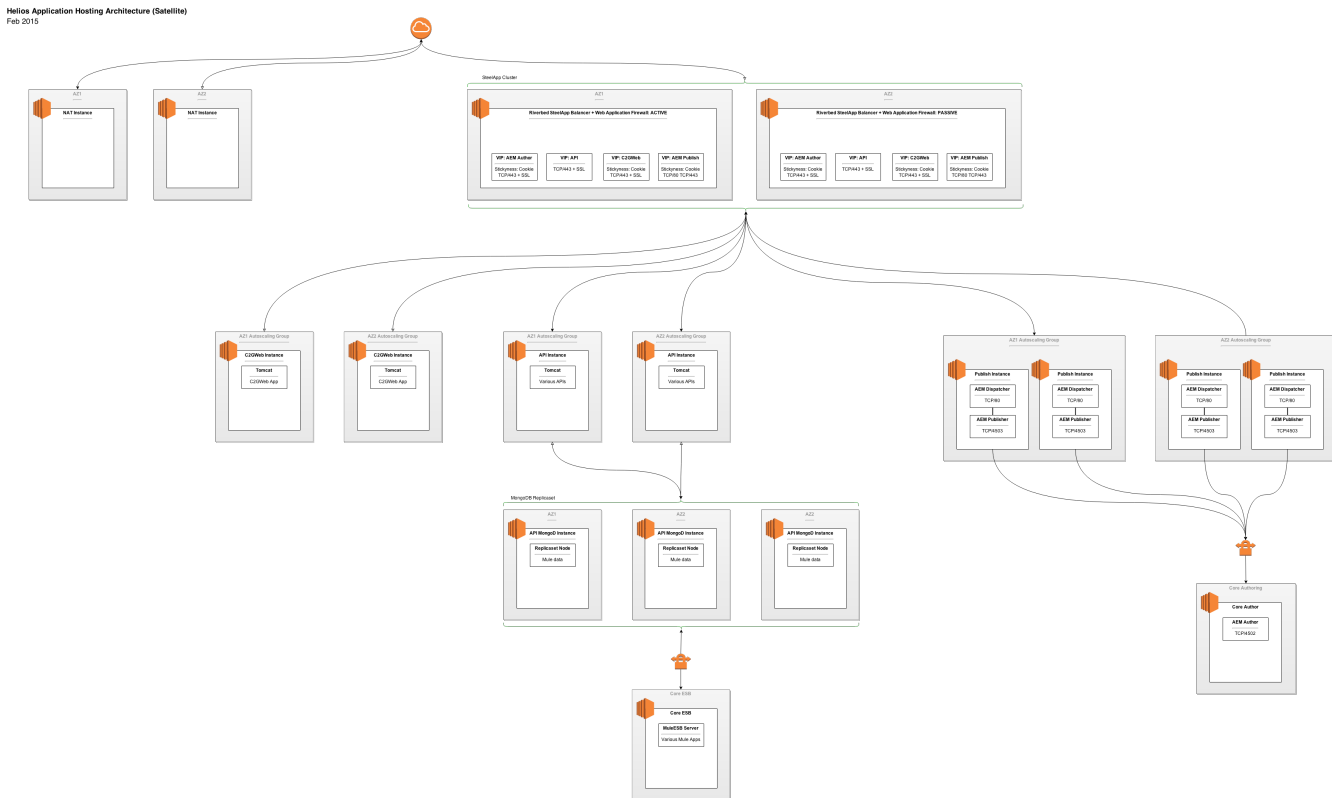 Helios Application Hosting Architecture (Satellite)
Feb 2015
SteelApp Cluster
AZ1
NAT Instance
AZ2
NAT Instance
AZ1
Riverbed SteelApp Balancer + Web Application Firewall: ACTIVE
VIP: AEM Author
Stickyness: Cookie
TCP/443 + SSL
VIP: API
TCP/443 + SSL
VIP: C2GWeb
Stickyness: Cookie
TCP/443 + SSL
VIP: AEM Publish
Stickyness: Cookie
TCP/80 TCP/443
AZ2
Riverbed SteelApp Balancer + Web Application Firewall: PASSIVE
VIP: AEM Author
Stickyness: Cookie
TCP/443 + SSL
VIP: API
TCP/443 + SSL
VIP: C2GWeb
Stickyness: Cookie
TCP/443 + SSL
VIP: AEM Publish
Stickyness: Cookie
TCP/80 TCP/443
AZ1 Autoscaling Group
C2GWeb Instance
Tomcat
C2GWeb App
AZ2 Autoscaling Group
C2GWeb Instance
Tomcat
C2GWeb App
AZ1 Autoscaling Group
API Instance
Tomcat
Various APIs
AZ2 Autoscaling Group
API Instance
Tomcat
Various APIs
AZ1 Autoscaling Group
Publish Instance
AEM Dispatcher
TCP/80
AEM Publisher
TCP/4503
Publish Instance
AEM Dispatcher
TCP/80
AEM Publisher
TCP/4503
AZ2 Autoscaling Group
Publish Instance
AEM Dispatcher
TCP/80
AEM Publisher
TCP/4503
Publish Instance
AEM Dispatcher
TCP/80
AEM Publisher
TCP/4503
MongoDB Replicaset
AZ1
API MongoD Instance
Replicaset Node
Mule data
AZ2
API MongoD Instance
Replicaset Node
Mule data
AZ2
API MongoD Instance
Replicaset Node
Mule data
Core Authoring
Core Author
AEM Author
TCP/4502
Core ESB
Core ESB
MuleESB Server
Various Mule Apps